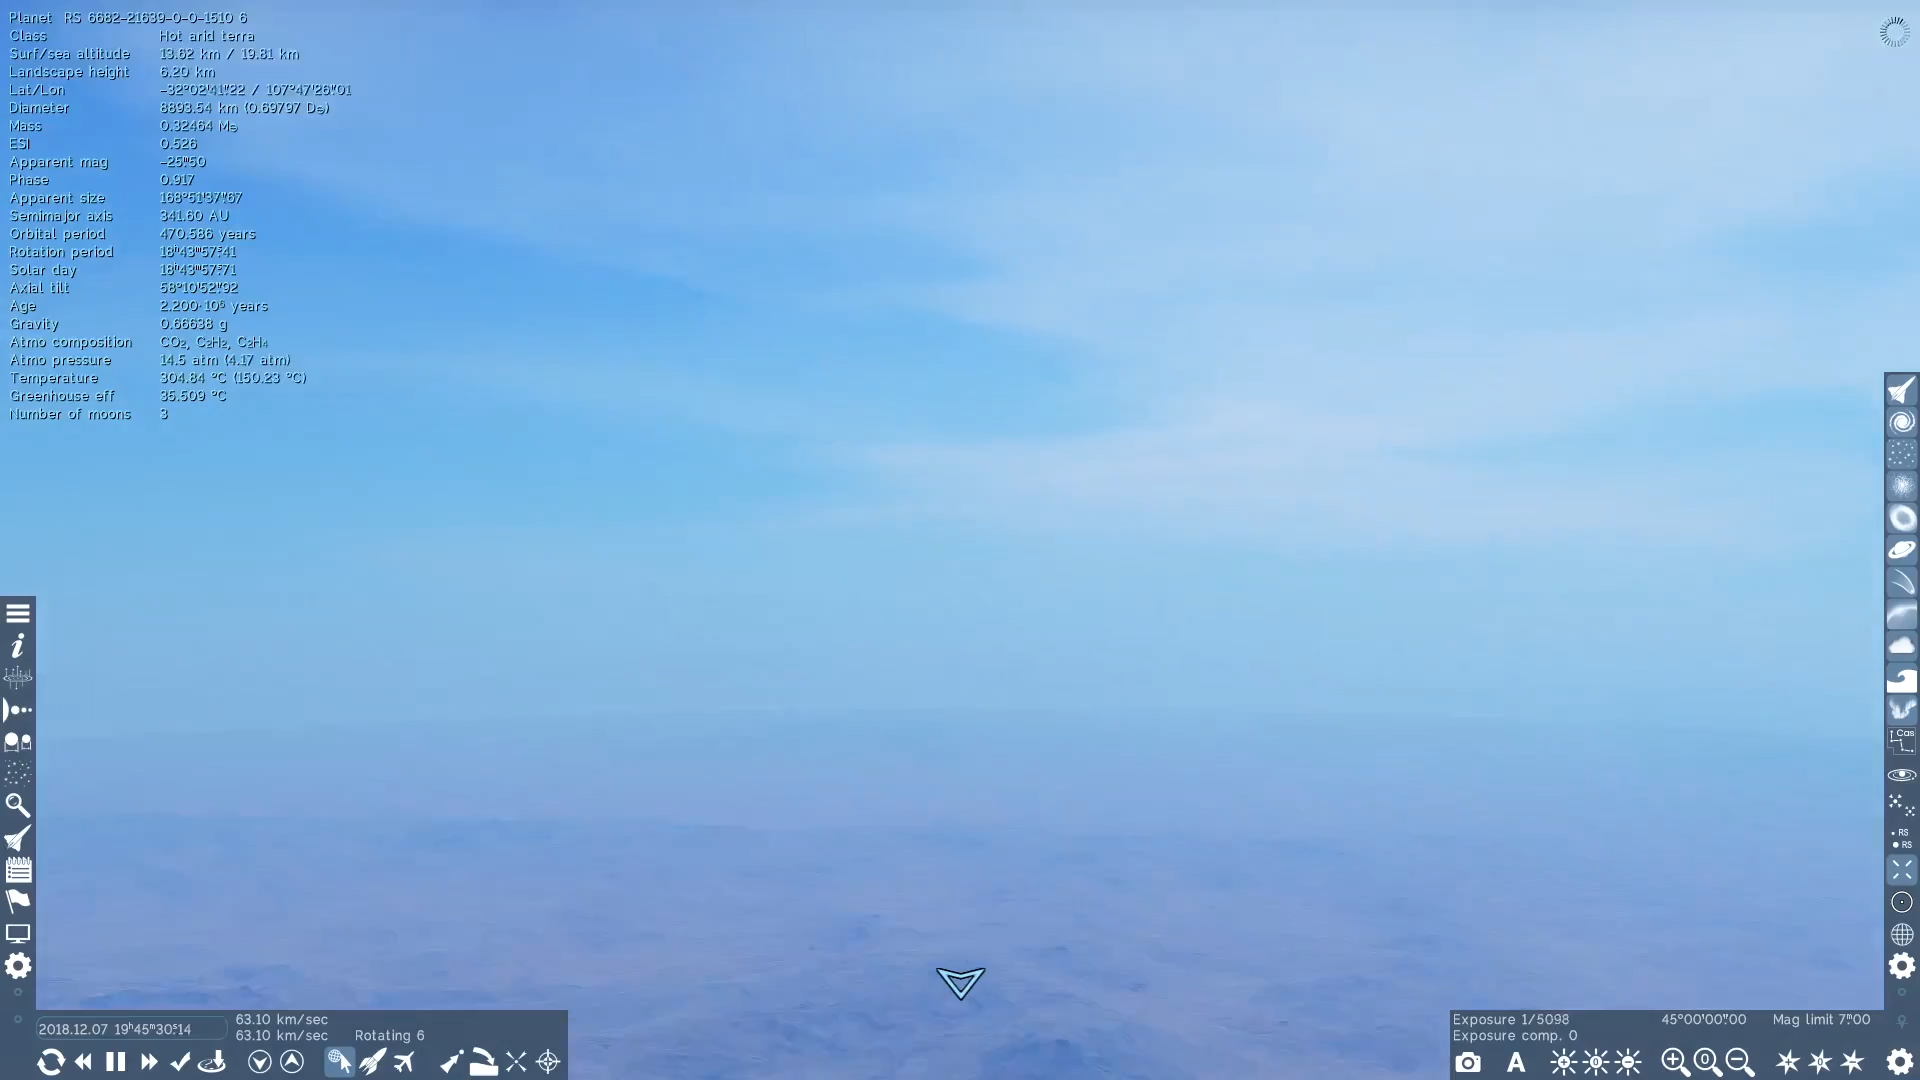 Planet RS 6682-21639-0-0-1510 6
Class Hot arid terra
Surf/sea altitude 13.62 km / 19.81 km
Landscape height 6.20 km
Lat/Lon -32°02'41"22 / 107°47'26"01
Diameter 8893.54 km (0.69797 D⊕)
Mass 0.32464 M⊕
ESI 0.526
Apparent mag -25ᵐ50
Phase 0.917
Apparent size 168°51'37"67
Semimajor axis 341.60 AU
Orbital period 470.586 years
Rotation period 18ʰ43ᵐ57ˢ41
Solar day 18ʰ43ᵐ57ˢ71
Axial tilt 58°10'52"92
Age 2.200·10⁶ years
Gravity 0.66638 g
Atmo composition CO₂, C₂H₂, C₂H₄
Atmo pressure 14.5 atm (4.17 atm)
Temperature 304.84 °C (150.23 °C)
Greenhouse eff 35.509 °C
Number of moons 3
Cas
RS
RS
2018.12.07 19ʰ45ᵐ30ˢ14
63.10 km/sec
63.10 km/sec Rotating 6
Exposure 1/5098 45°00'00"00 Mag limit 7ᵐ00
Exposure comp. 0
A
0